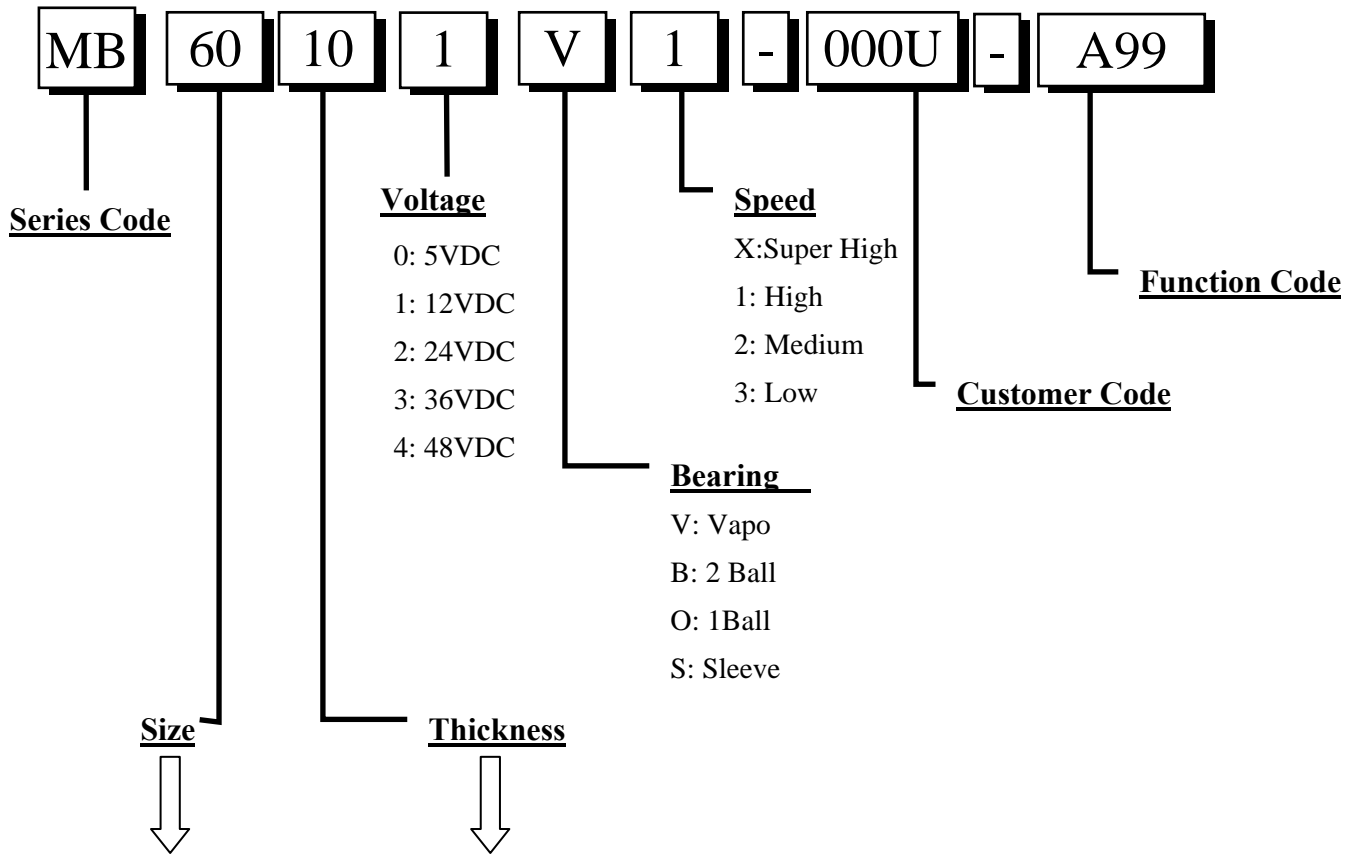 MB 60 10 1 V 1 - 000U - A99
Series Code
Voltage
0: 5VDC
1: 12VDC
2: 24VDC
3: 36VDC
4: 48VDC
Speed
X:Super High
1: High
2: Medium
3: Low
Function Code
Customer Code
Bearing
V: Vapo
B: 2 Ball
O: 1Ball
S: Sleeve
Size
Thickness